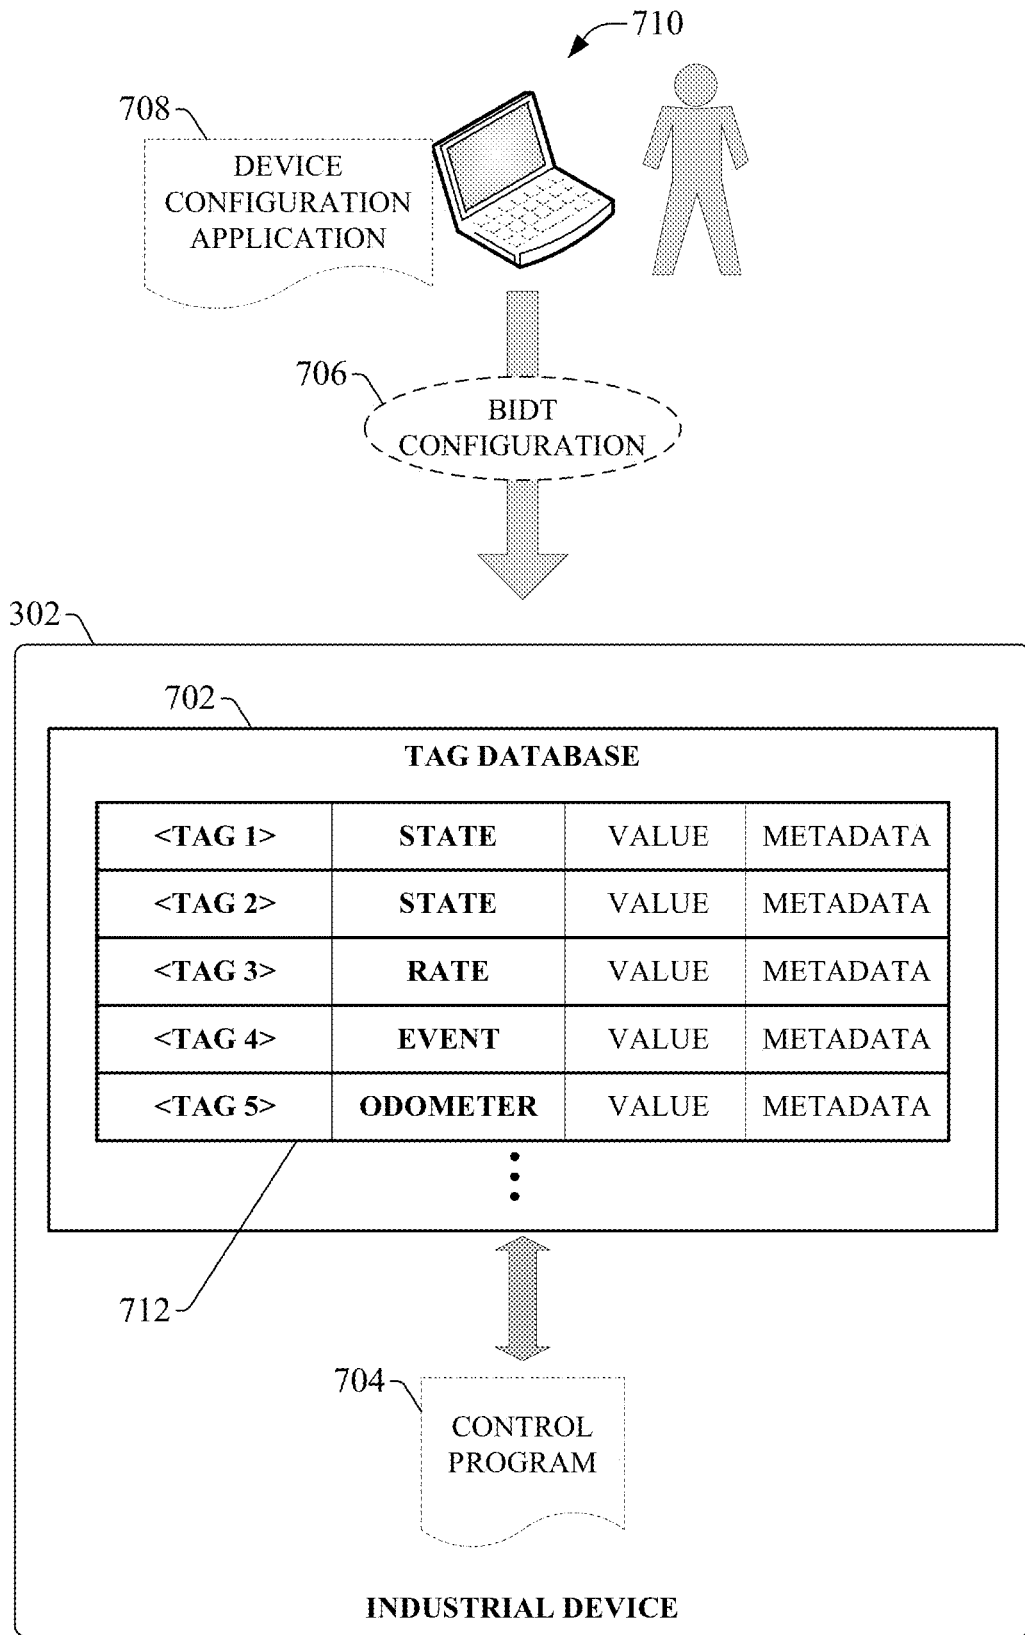 710
708
DEVICE
CONFIGURATION
APPLICATION
706
BIDT
CONFIGURATION
302
702
TAG DATABASE
<TAG 1> STATE VALUE METADATA
<TAG 2> STATE VALUE METADATA
<TAG 3> RATE VALUE METADATA
<TAG 4> EVENT VALUE METADATA
<TAG 5> ODOMETER VALUE METADATA
712
704
CONTROL
PROGRAM
INDUSTRIAL DEVICE